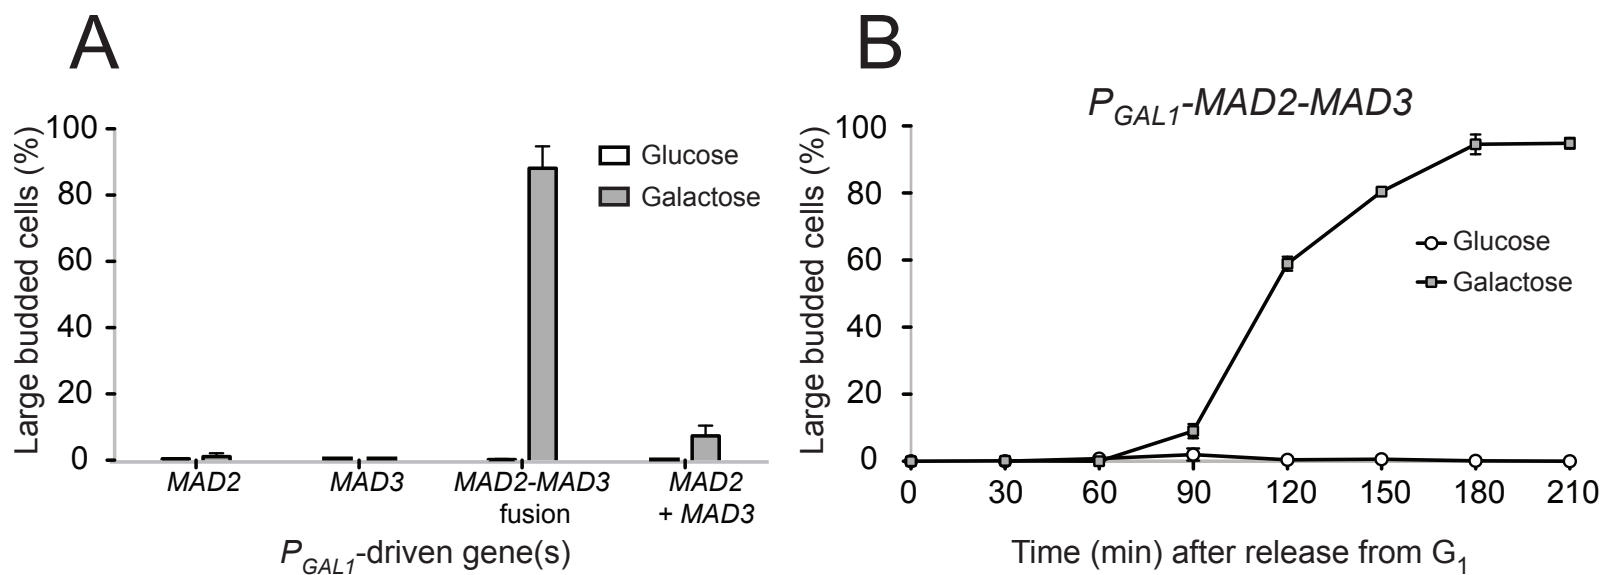 A
Large budded cells (%)
100
80
60
40
20
0
Glucose
Galactose
MAD2
MAD3
MAD2-MAD3
fusion
MAD2
+ MAD3
P_GAL1-driven gene(s)
B
P_GAL1-MAD2-MAD3
Large budded cells (%)
100
80
60
40
20
0
Glucose
Galactose
0 30 60 90 120 150 180 210
Time (min) after release from G_1